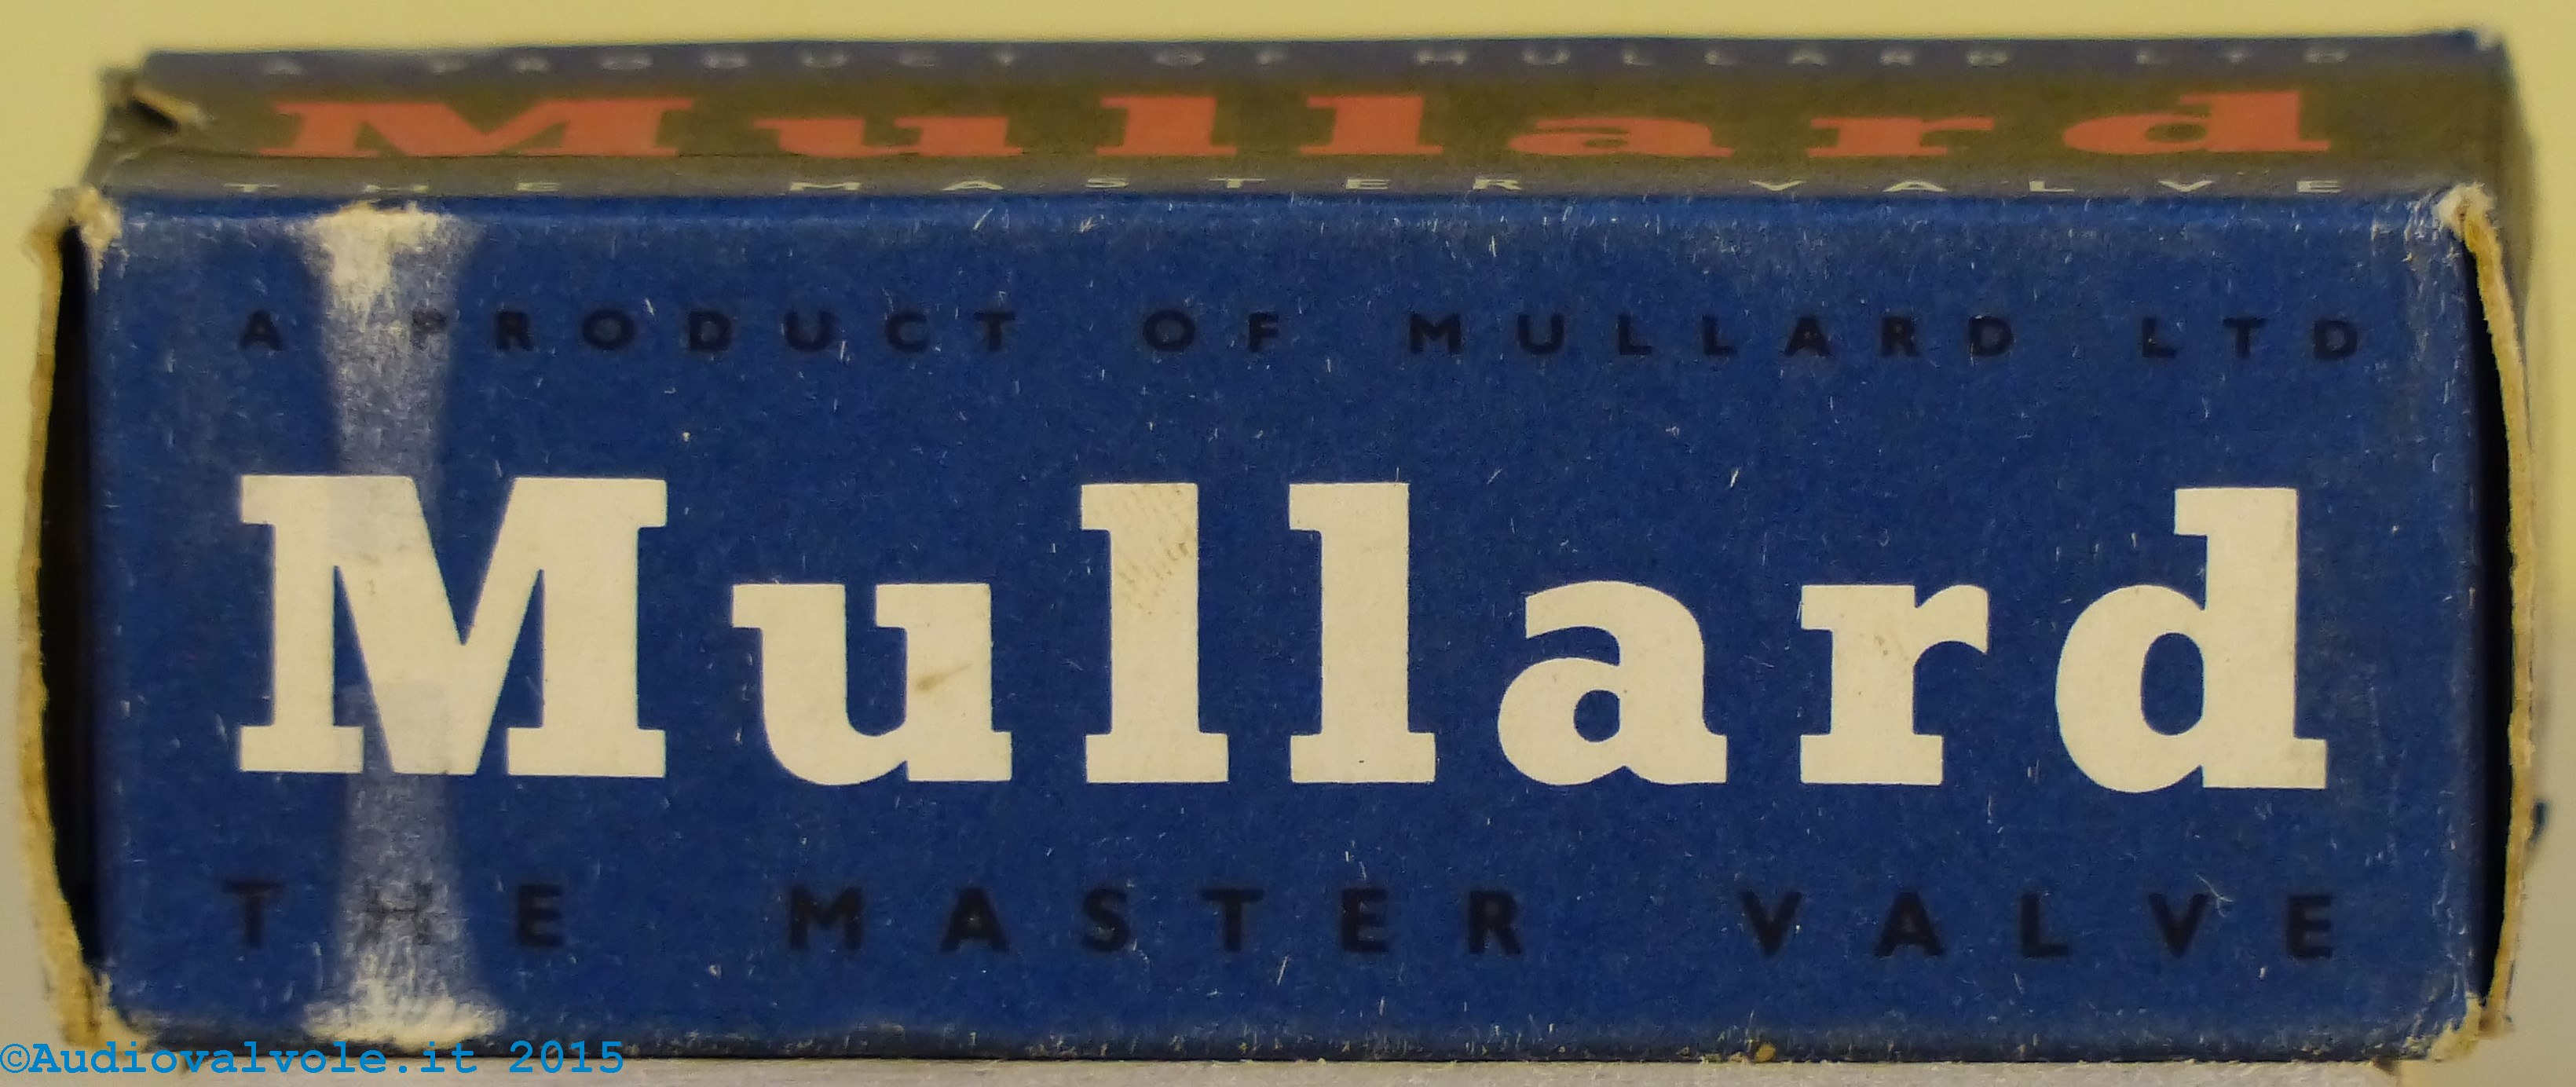 A PRODUCT OF MULLARD LTD
Mullard
THE MASTER VALVE
A PRODUCT OF MULLARD LTD
Mullard
THE MASTER VALVE
©Audiovalvole.it 2015